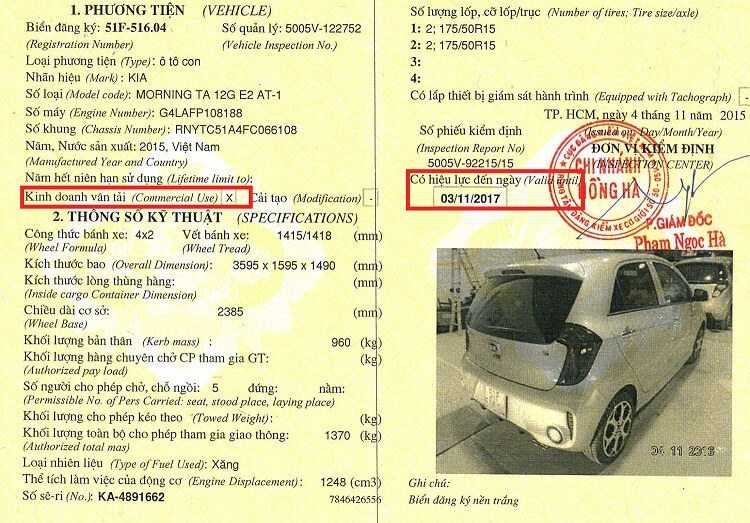 1. PHƯƠNG TIỆN (VEHICLE)
Biển đăng ký: 51F-516.04 Số quản lý: 5005V-122752
(Registration Number) (Vehicle Inspection No.)
Loại phương tiện (Type): ô tô con
Nhãn hiệu (Mark): KIA
Số loại (Model code): MORNING TA 12G E2 AT-1
Số máy (Engine Number): G4LAFP108188
Số khung (Chassis Number): RNYTC51A4FC066108
Năm, Nước sản xuất: 2015, Việt Nam
(Manufactured Year and Country)
Năm hết niên hạn sử dụng (Lifetime limit to):
Kinh doanh vận tải (Commercial Use) X Cải tạo (Modification) -
2. THÔNG SỐ KỸ THUẬT (SPECIFICATIONS)
Công thức bánh xe: 4x2 Vết bánh xe: 1415/1418 (mm)
(Wheel Formula) (Wheel Tread)
Kích thước bao (Overall Dimension): 3595 x 1595 x 1490 (mm)
Kích thước lòng thùng hàng: (mm)
(Inside cargo Container Dimension)
Chiều dài cơ sở: 2385 (mm)
(Wheel Base)
Khối lượng bản thân (Kerb mass) : 960 (kg)
Khối lượng hàng chuyên chở CP tham gia GT: (kg)
(Authorized pay load)
Số người cho phép chở, chỗ ngồi: 5 đứng: nằm:
(Permissible No. of Pers Carried: seat, stood place, laying place)
Khối lượng cho phép kéo theo (Towed Weight): (kg)
Khối lượng toàn bộ cho phép tham gia giao thông: 1370 (kg)
(Authorized total mas)
Loại nhiên liệu (Type of Fuel Used): Xăng
Thể tích làm việc của động cơ (Engine Displacement): 1248 (cm3)
Số sê-ri (No.): KA-4891662 7846426556
Số lượng lốp, cỡ lốp/trục (Number of tires; Tire size/axle)
1: 2; 175/50R15
2: 2; 175/50R15
3:
4:
Có lắp thiết bị giám sát hành trình (Equipped with Tachograph) -
TP. HCM, ngày 4 tháng 11 năm 2015
Số phiếu kiểm định (Issued on: Day/Month/Year)
(Inspection Report No) ĐƠN VỊ KIỂM ĐỊNH
5005V-92215/15 (INSPECTION CENTER)
Có hiệu lực đến ngày (Valid until)
03/11/2017
CHI NHÁNH
ĐỒNG HÀ
P.GIÁM ĐỐC
Phạm Ngọc Hà
04 11 2015
Ghi chú:
Biển đăng ký nền trắng